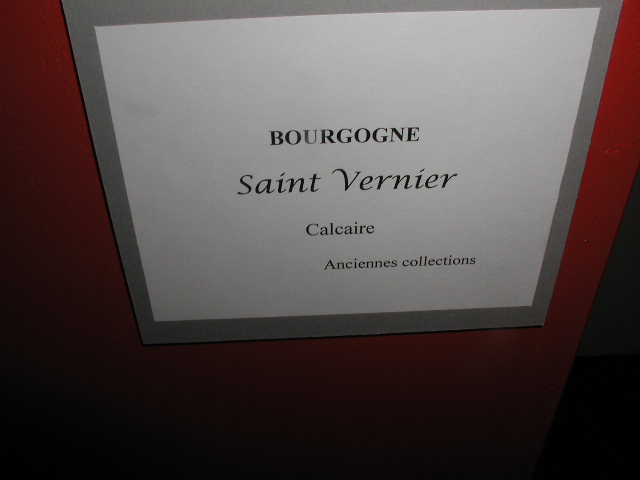 BOURGOGNE
Saint Vernier
Calcaire
Anciennes collections